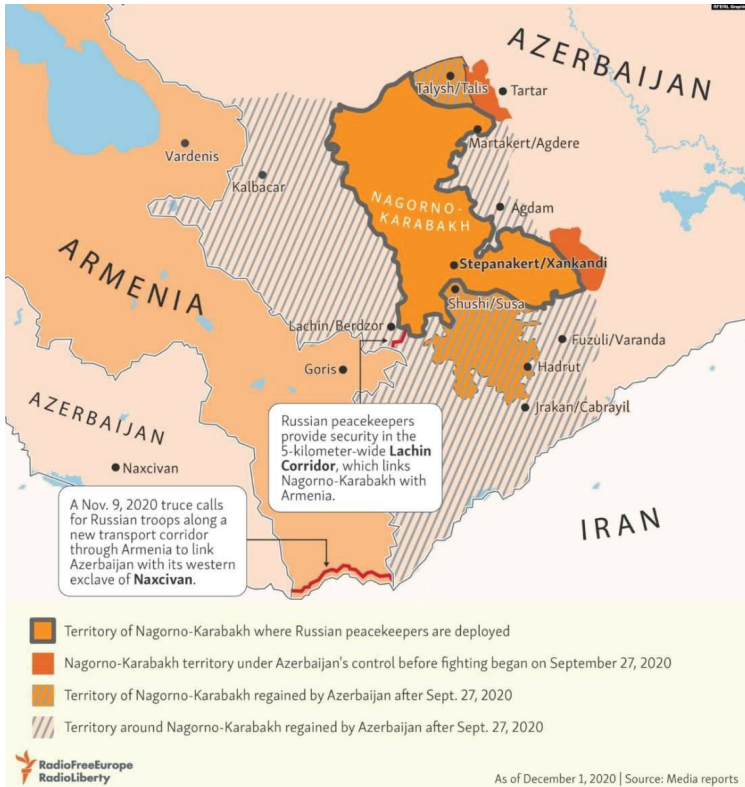 RFE/RL Graphics
AZERBAIJAN
Talysh/Talis
Tartar
Martakert/Agdere
Vardenis
Kalbacar
NAGORNO-
KARABAKH
Agdam
ARMENIA
Stepanakert/Xankandi
Shushi/Susa
Lachin/Berdzor
Fuzuli/Varanda
Goris
Hadrut
Jrakan/Cabrayil
AZERBAIJAN
Naxcivan
Russian peacekeepers
provide security in the
5-kilometer-wide Lachin
Corridor, which links
Nagorno-Karabakh with
Armenia.
A Nov. 9, 2020 truce calls
for Russian troops along a
new transport corridor
through Armenia to link
Azerbaijan with its western
exclave of Naxcivan.
IRAN
Territory of Nagorno-Karabakh where Russian peacekeepers are deployed
Nagorno-Karabakh territory under Azerbaijan's control before fighting began on September 27, 2020
Territory of Nagorno-Karabakh regained by Azerbaijan after Sept. 27, 2020
Territory around Nagorno-Karabakh regained by Azerbaijan after Sept. 27, 2020
RadioFreeEurope
RadioLiberty
As of December 1, 2020 | Source: Media reports